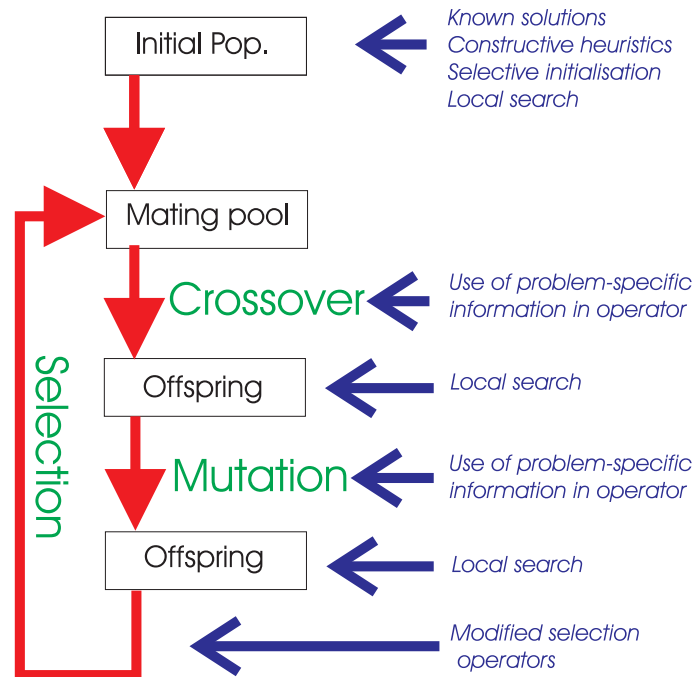 Initial Pop.
Known solutions
Constructive heuristics
Selective initialisation
Local search
Mating pool
Crossover
Use of problem-specific
information in operator
Selection
Offspring
Local search
Mutation
Use of problem-specific
information in operator
Offspring
Local search
Modified selection
operators